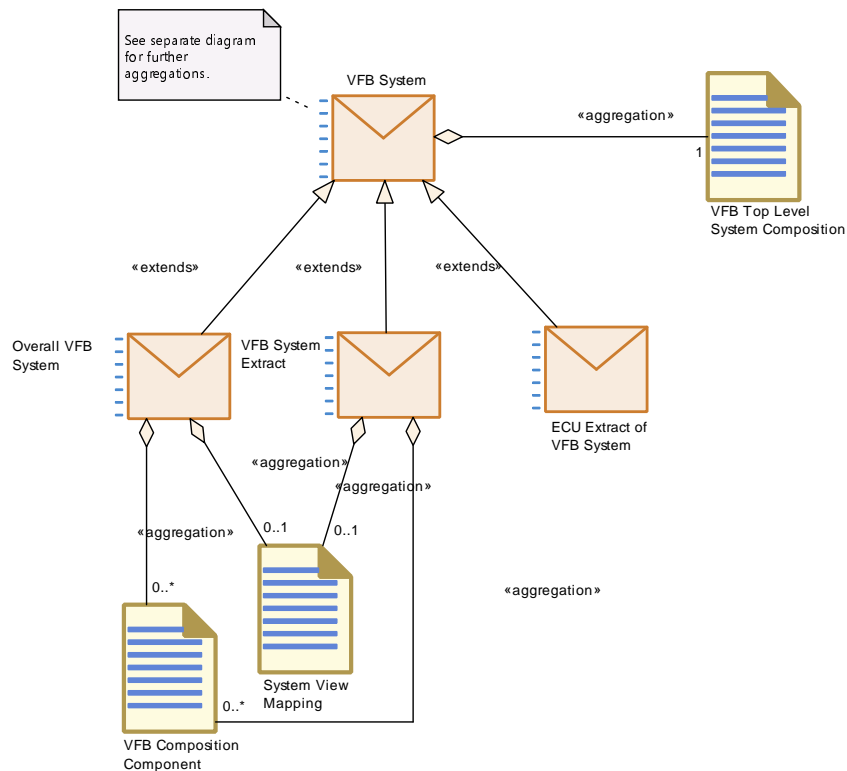 See separate diagram
for further
aggregations.
VFB System
«aggregation»
1
VFB Top Level
System Composition
«extends»
«extends»
«extends»
Overall VFB
System
VFB System
Extract
ECU Extract of
VFB System
«aggregation»
«aggregation»
«aggregation»
0..1
0..1
0..*
«aggregation»
System View
Mapping
0..*
VFB Composition
Component